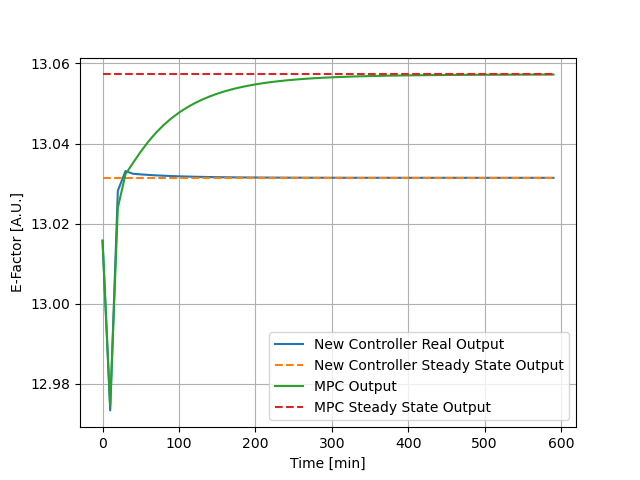 13.06
13.04
13.02
13.00
12.98
E-Factor [A.U.]
0 100 200 300 400 500 600
Time [min]
New Controller Real Output
New Controller Steady State Output
MPC Output
MPC Steady State Output